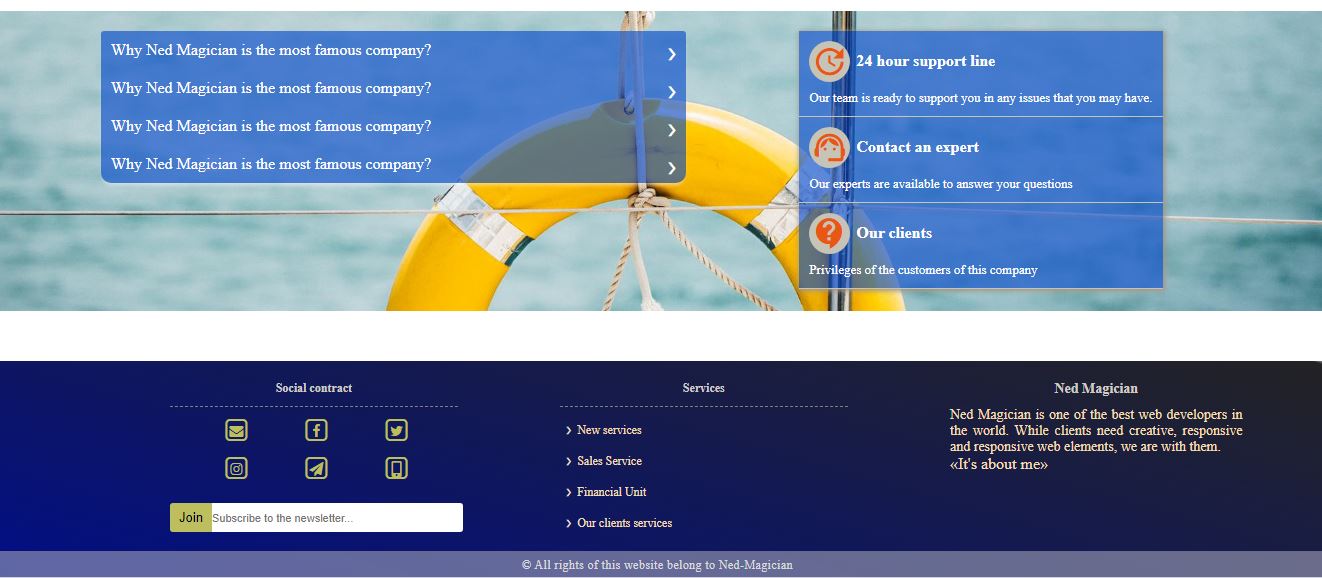 Why Ned Magician is the most famous company?
Why Ned Magician is the most famous company?
Why Ned Magician is the most famous company?
Why Ned Magician is the most famous company?
24 hour support line
Our team is ready to support you in any issues that you may have.
Contact an expert
Our experts are available to answer your questions
Our clients
Privileges of the customers of this company
Social contract
Join
Subscribe to the newsletter...
Services
New services
Sales Service
Financial Unit
Our clients services
Ned Magician
Ned Magician is one of the best web developers in
the world. While clients need creative, responsive
and responsive web elements, we are with them.
«It's about me»
© All rights of this website belong to Ned-Magician